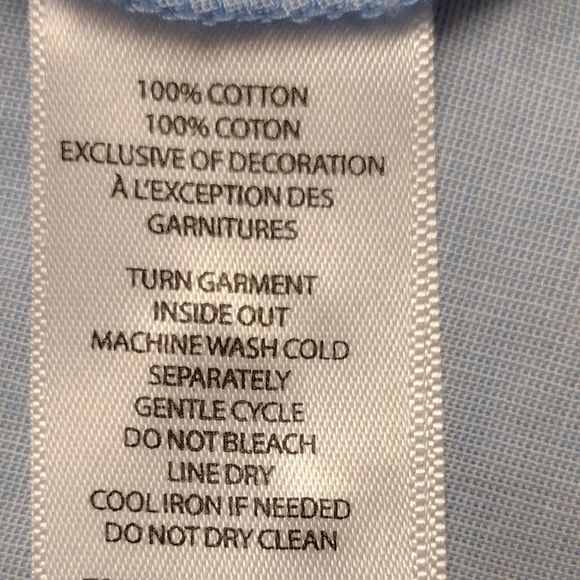 100% COTTON
100% COTON
EXCLUSIVE OF DECORATION
À L'EXCEPTION DES
GARNITURES
TURN GARMENT
INSIDE OUT
MACHINE WASH COLD
SEPARATELY
GENTLE CYCLE
DO NOT BLEACH
LINE DRY
COOL IRON IF NEEDED
DO NOT DRY CLEAN